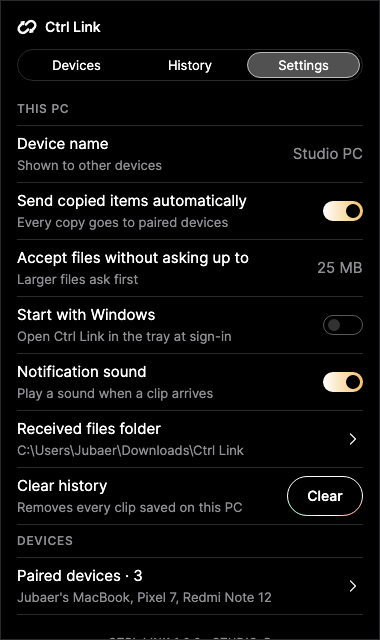 Ctrl Link
Devices History Settings
THIS PC
Device name
Shown to other devices
Studio PC
Send copied items automatically
Every copy goes to paired devices
Accept files without asking up to
Larger files ask first
25 MB
Start with Windows
Open Ctrl Link in the tray at sign-in
Notification sound
Play a sound when a clip arrives
Received files folder
C:\Users\Jubaer\Downloads\Ctrl Link
Clear history
Removes every clip saved on this PC
Clear
DEVICES
Paired devices · 3
Jubaer's MacBook, Pixel 7, Redmi Note 12